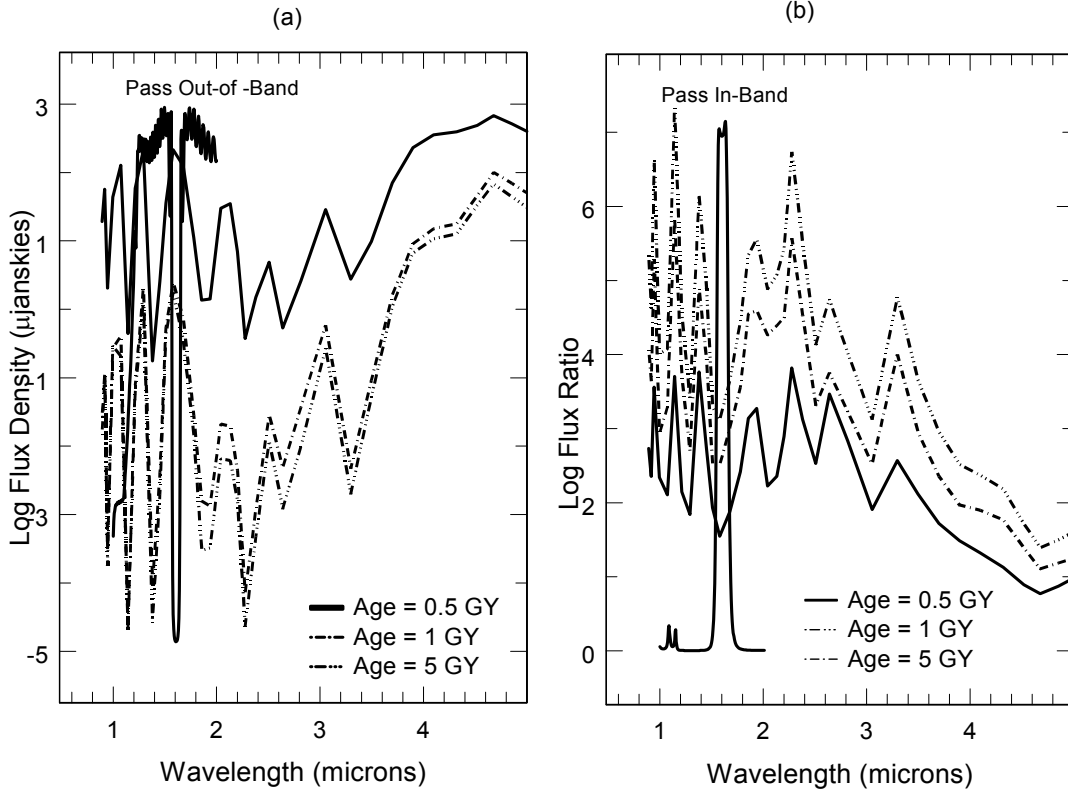 (a)
Pass Out-of -Band
3
1
-1
-3
-5
Log Flux Density (μjanskies)
Age = 0.5 GY
Age = 1 GY
Age = 5 GY
1 2 3 4
Wavelength (microns)
(b)
Pass In-Band
6
4
2
0
Log Flux Ratio
Age = 0.5 GY
Age = 1 GY
Age = 5 GY
1 2 3 4
Wavelength (microns)